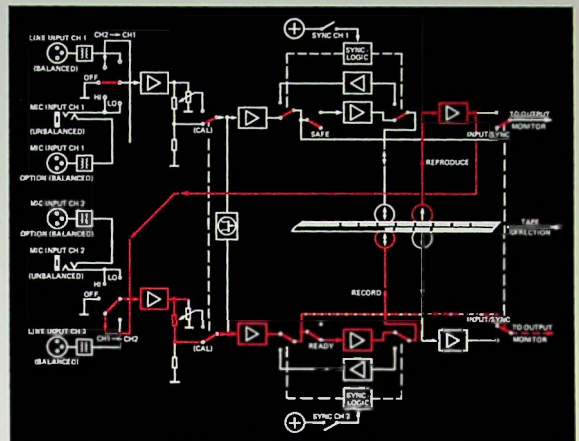 LINE INPUT CH 1
(BALANCED)
CH2→CH1
OFF
HI
LO
MIC INPUT CH 1
(UNBALANCED)
MIC INPUT CH 1
OPTION (BALANCED)
MIC INPUT CH 2
OPTION (BALANCED)
MIC INPUT CH 2
(UNBALANCED)
HI
LO
OFF
LINE INPUT CH 2
(BALANCED)
CH1→CH2
(CAL)
(CAL)
SYNC CH 1
SYNC-
LOGIC
SAFE
REPRODUCE
INPUT/SYNC
TO OUTPUT
MONITOR
TAPE
DIRECTION
RECORD
READY
INPUT/SYNC
TO OUTPUT
MONITOR
SYNC-
LOGIC
SYNC CH 2